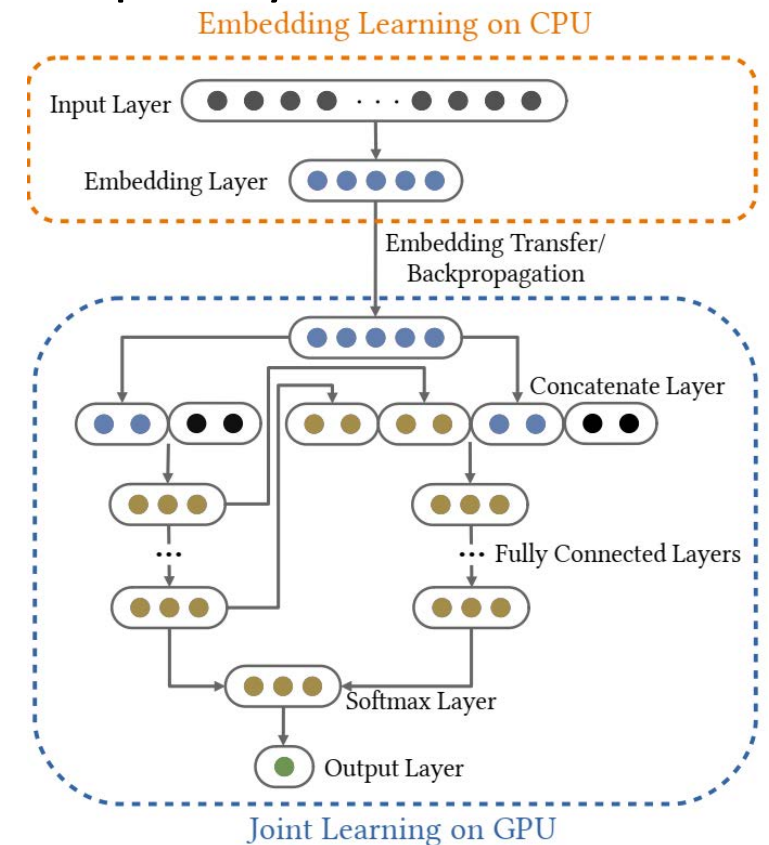 Embedding Learning on CPU
Input Layer
Embedding Layer
Embedding Transfer/
Backpropagation
Concatenate Layer
... Fully Connected Layers
Softmax Layer
Output Layer
Joint Learning on GPU